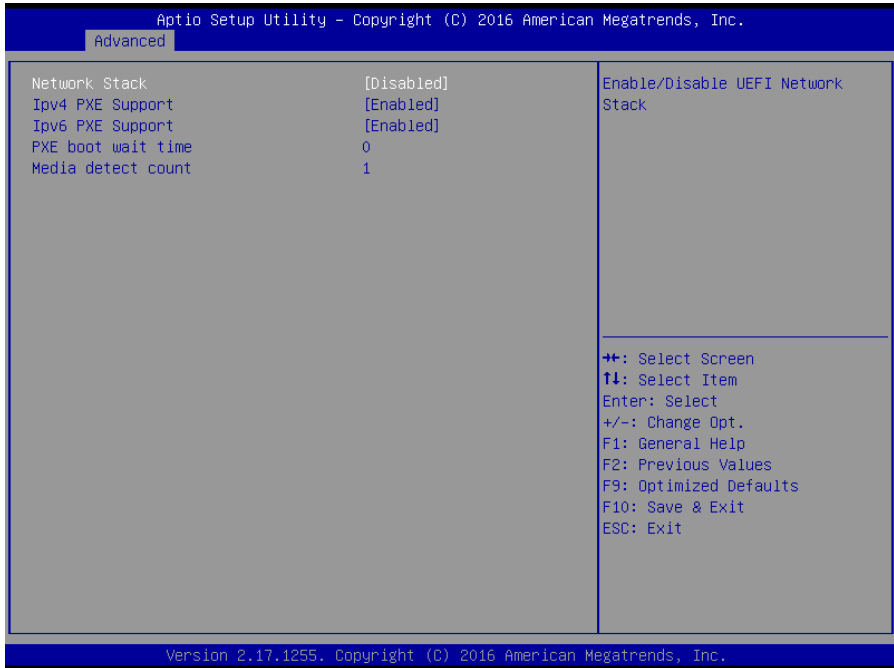 Aptio Setup Utility – Copyright (C) 2016 American Megatrends, Inc.
Advanced
Network Stack [Disabled]
Ipv4 PXE Support [Enabled]
Ipv6 PXE Support [Enabled]
PXE boot wait time 0
Media detect count 1
Enable/Disable UEFI Network
Stack
→←: Select Screen
↑↓: Select Item
Enter: Select
+/-: Change Opt.
F1: General Help
F2: Previous Values
F9: Optimized Defaults
F10: Save & Exit
ESC: Exit
Version 2.17.1255. Copyright (C) 2016 American Megatrends, Inc.